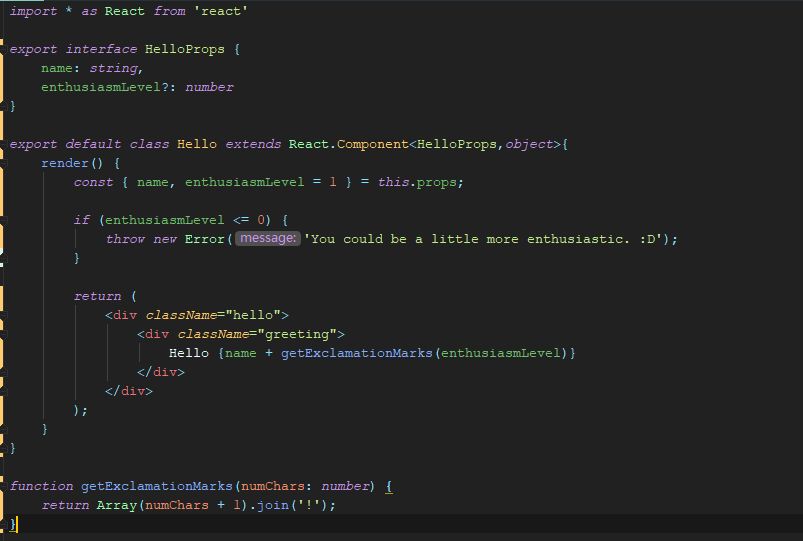 import * as React from 'react'
export interface HelloProps {
name: string,
enthusiasmLevel?: number
}
export default class Hello extends React.Component<HelloProps,object>{
render() {
const { name, enthusiasmLevel = 1 } = this.props;
if (enthusiasmLevel <= 0) {
throw new Error( message: 'You could be a little more enthusiastic. :D');
}
return (
<div className="hello">
<div className="greeting">
Hello {name + getExclamationMarks(enthusiasmLevel)}
</div>
</div>
);
}
}
function getExclamationMarks(numChars: number) {
return Array(numChars + 1).join('!');
}